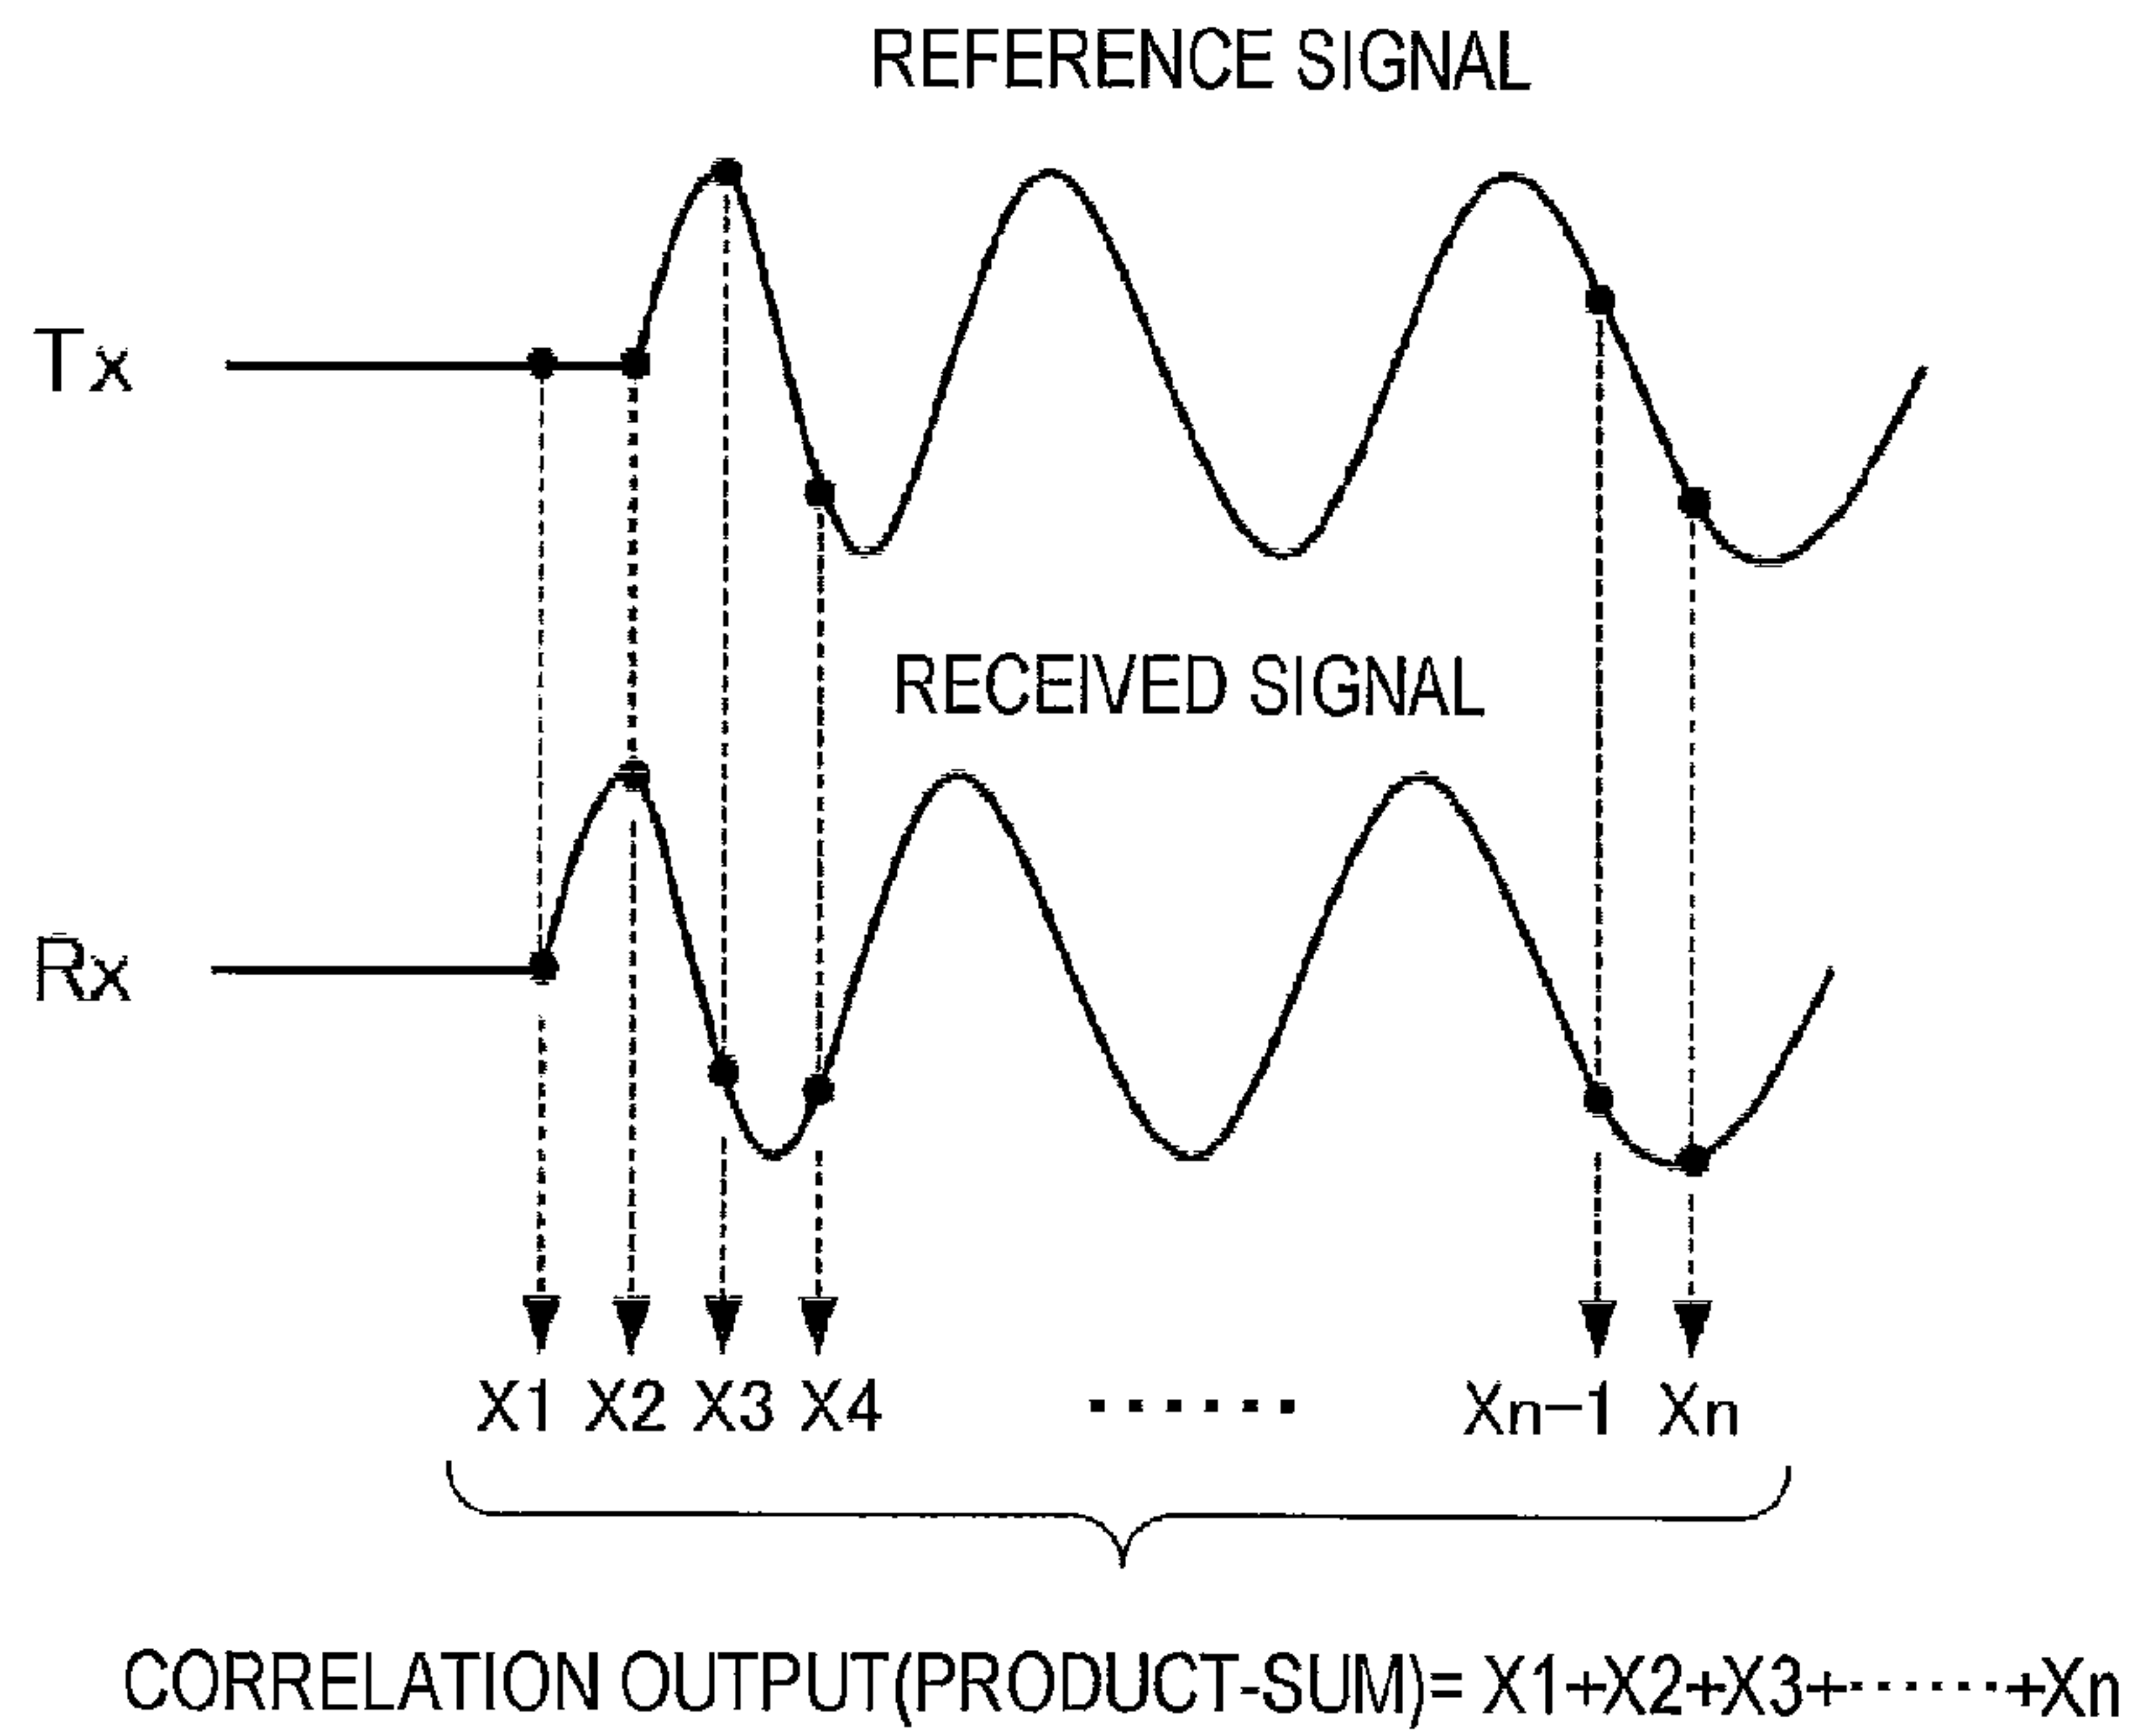 REFERENCE SIGNAL
Tx
RECEIVED SIGNAL
Rx
X1 X2 X3 X4 ...... Xn-1 Xn
CORRELATION OUTPUT(PRODUCT-SUM)= X1+X2+X3+·······+Xn